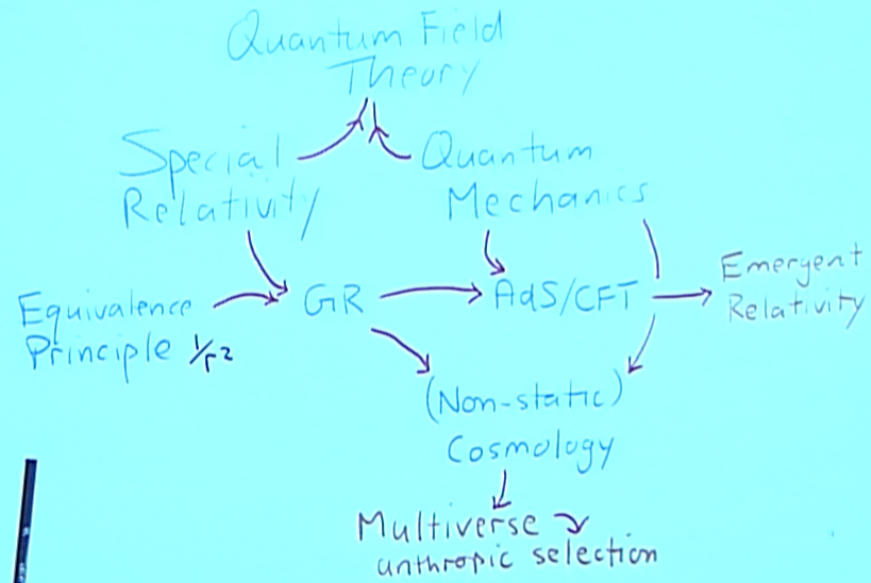 Quantum Field
Theory
Special
Relativity
Quantum
Mechanics
Equivalence
Principle 1/r²
GR
AdS/CFT
Emergent
Relativity
(Non-static)
Cosmology
Multiverse
anthropic selection